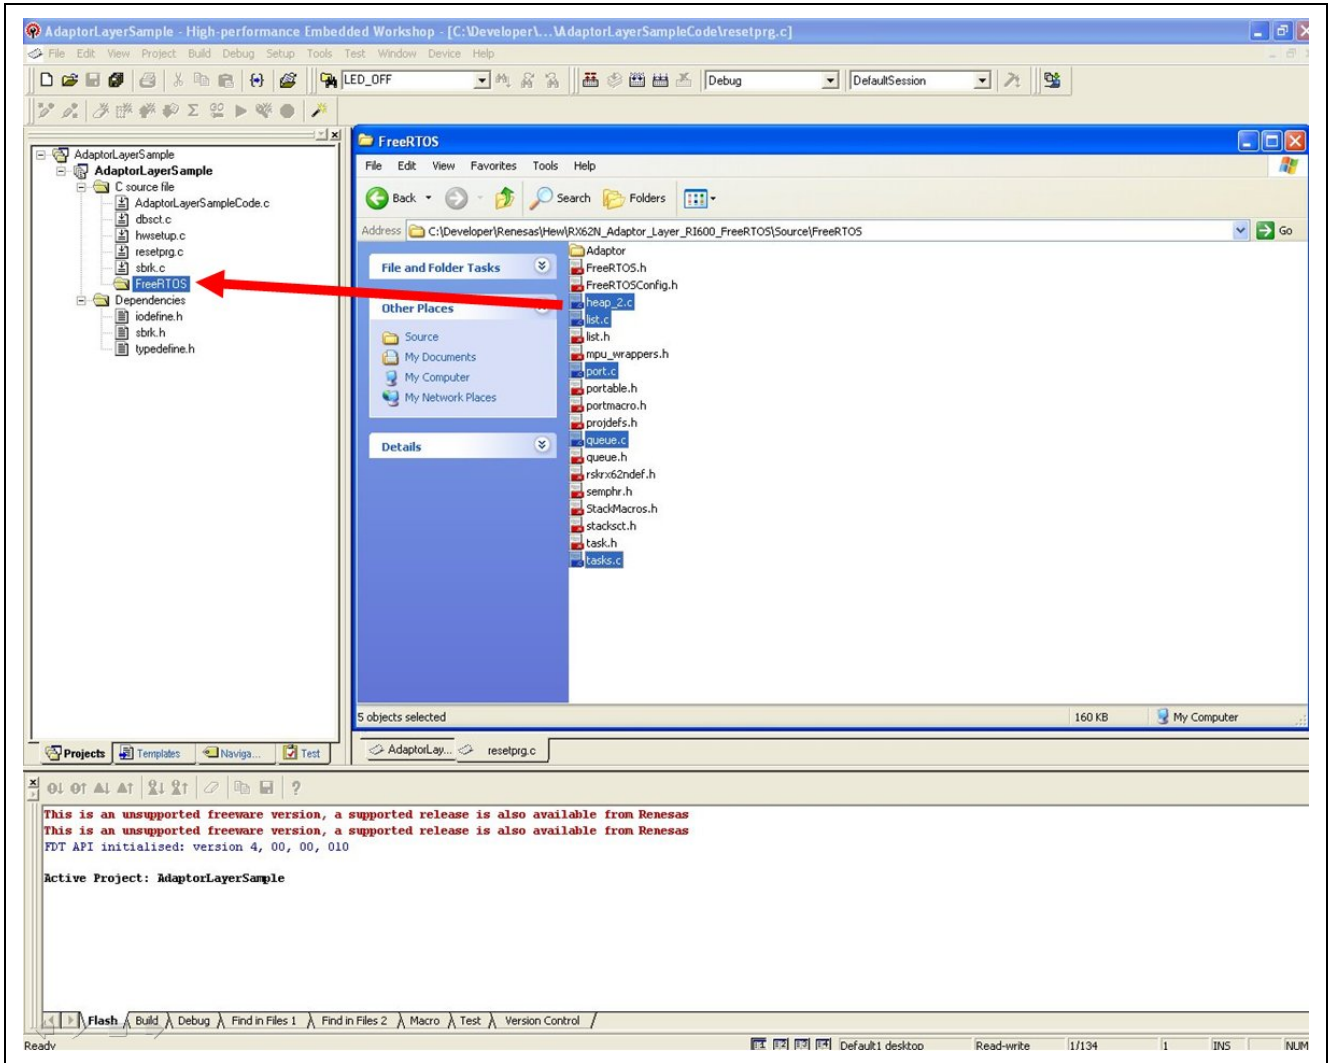 AdaptorLayerSample - High-performance Embedded Workshop - [C:\Developer\...\AdaptorLayerSampleCode\resetprg.c]
File Edit View Project Build Debug Setup Tools Test Window Device Help
LED_OFF Debug DefaultSession
AdaptorLayerSample
AdaptorLayerSample
C source file
AdaptorLayerSampleCode.c
dbsct.c
hwsetup.c
resetprg.c
sbrk.c
FreeRTOS
Dependencies
iodefine.h
sbrk.h
typedefine.h
Projects Templates Naviga... Test
FreeRTOS
File Edit View Favorites Tools Help
Back Search Folders
Address C:\Developer\Renesas\Hew\RX62N_Adaptor_Layer_RI600_FreeRTOS\Source\FreeRTOS Go
File and Folder Tasks
Other Places
Source
My Documents
My Computer
My Network Places
Details
Adaptor
FreeRTOS.h
FreeRTOSConfig.h
heap_2.c
list.c
list.h
mpu_wrappers.h
port.c
portable.h
portmacro.h
projdefs.h
queue.c
queue.h
rskrx62ndef.h
semphr.h
StackMacros.h
stacksct.h
task.h
tasks.c
5 objects selected 160 KB My Computer
AdaptorLay... resetprg.c
This is an unsupported freeware version, a supported release is also available from Renesas
This is an unsupported freeware version, a supported release is also available from Renesas
FDT API initialised: version 4, 00, 00, 010
Active Project: AdaptorLayerSample
Flash Build Debug Find in Files 1 Find in Files 2 Macro Test Version Control
Ready Default1 desktop Read-write 1/134 1 INS NUM